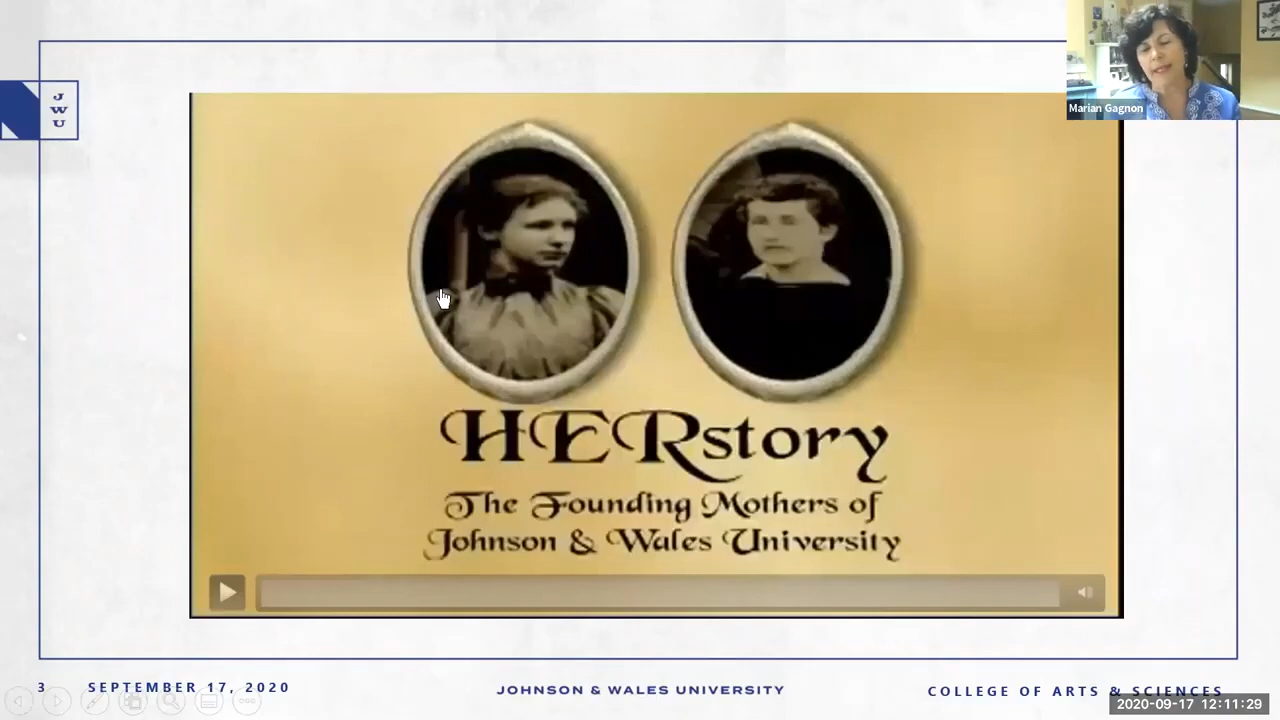 Marian Gagnon
J
W
U
HERstory
The Founding Mothers of
Johnson & Wales University
3
SEPTEMBER 17, 2020
JOHNSON & WALES UNIVERSITY
COLLEGE OF ARTS & SCIENCES
2020-09-17 12:11:29